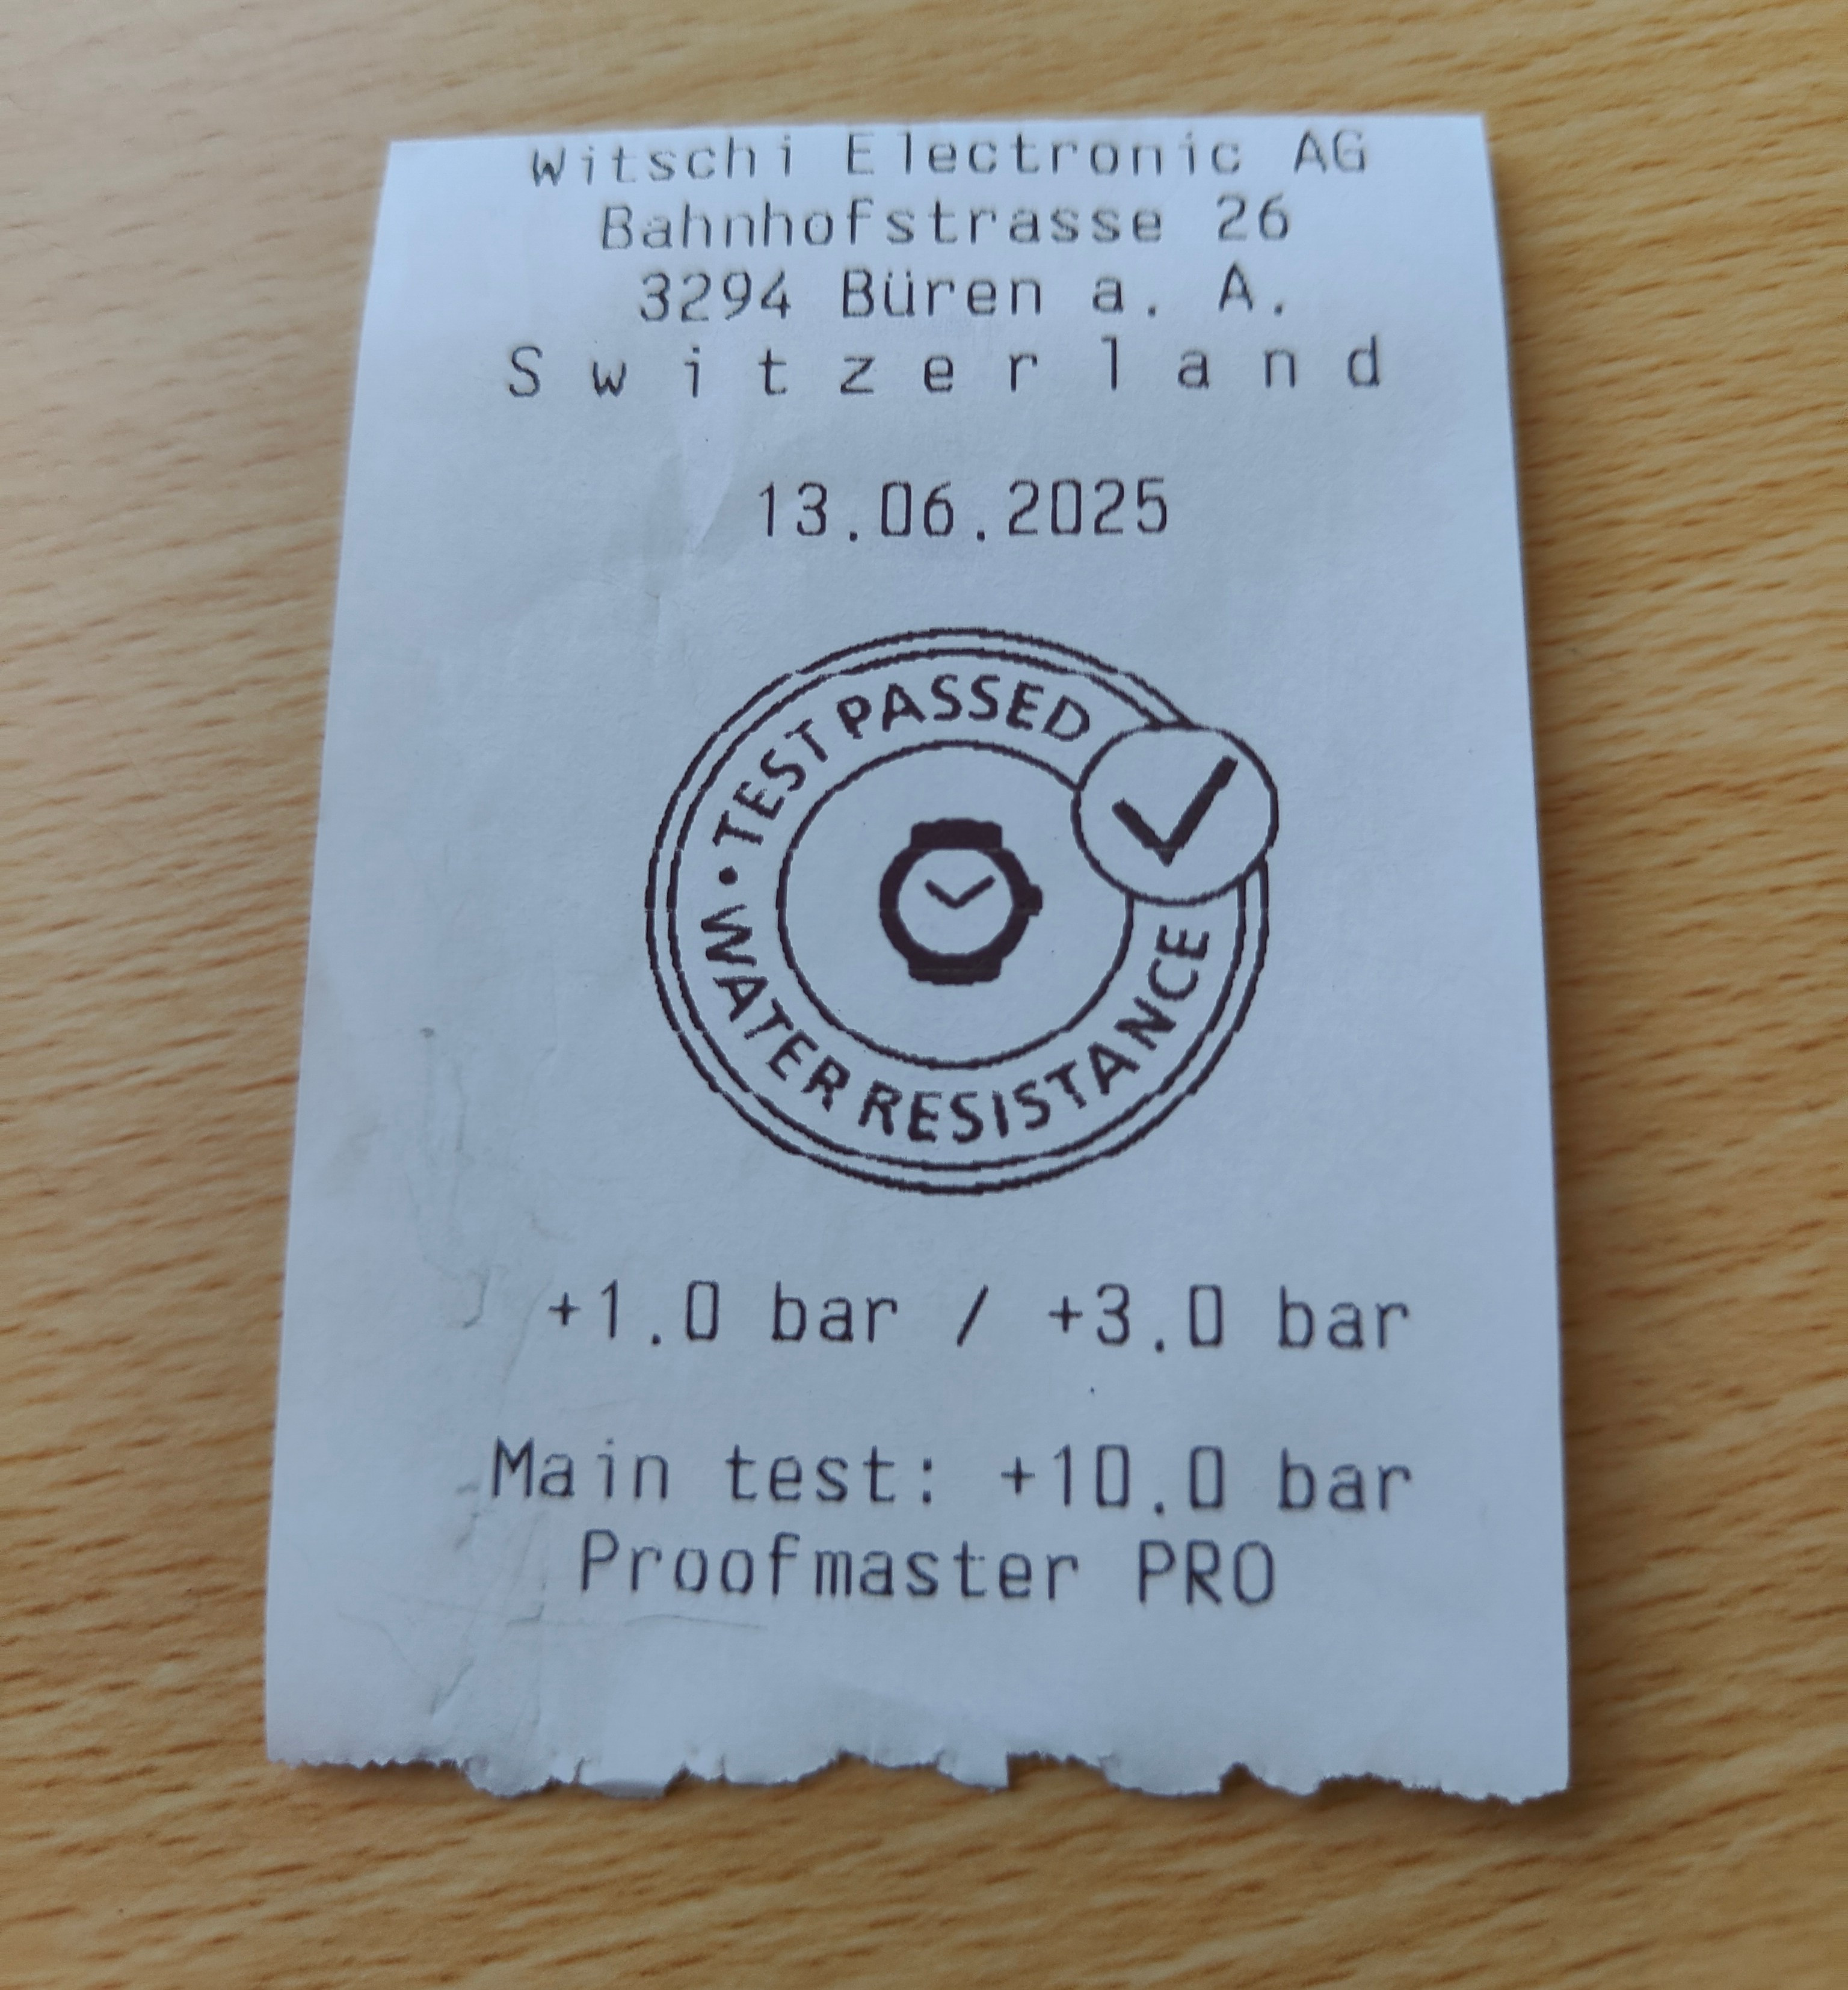 Witschi Electronic AG
Bahnhofstrasse 26
3294 Büren a. A.
Switzerland
13.06.2025
• TEST PASSED
WATER RESISTANCE
+1.0 bar / +3.0 bar
Main test: +10.0 bar
Proofmaster PRO